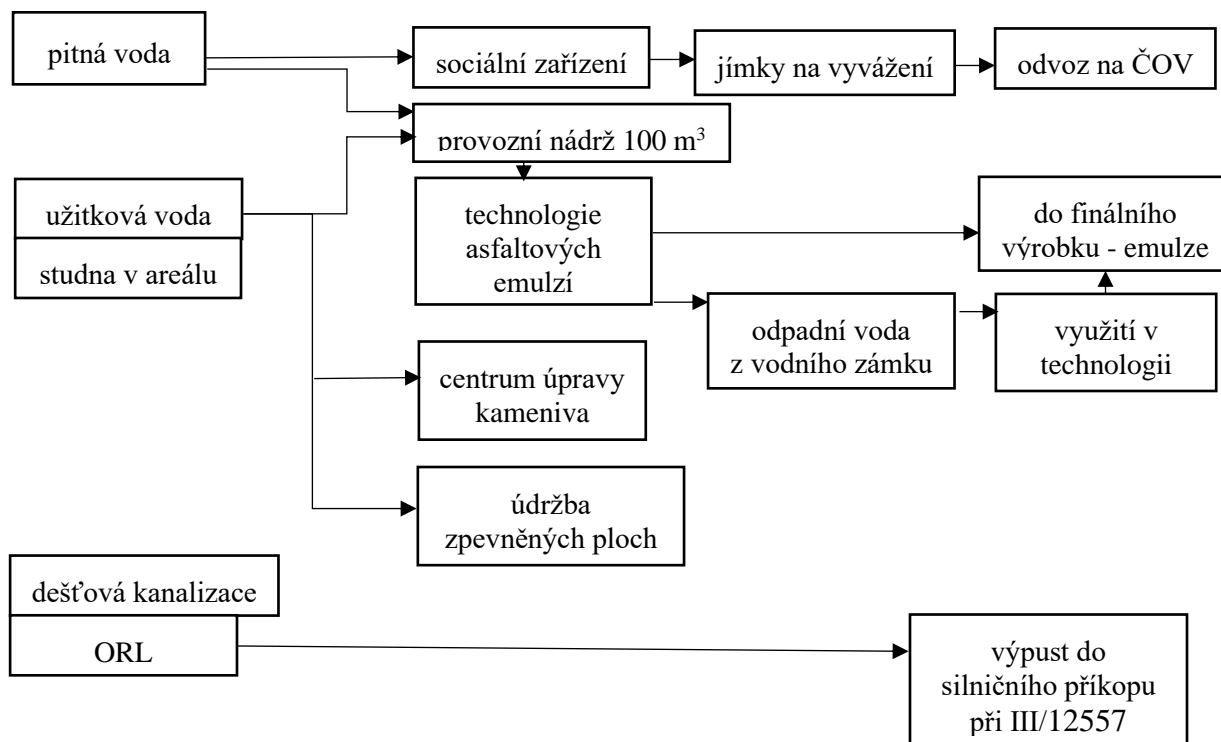 pitná voda
sociální zařízení
jímky na vyvážení
odvoz na ČOV
provozní nádrž 100 m³
užitková voda
studna v areálu
technologie
asfaltových
emulzí
do finálního
výrobku - emulze
odpadní voda
z vodního zámku
využití v
technologii
centrum úpravy
kameniva
údržba
zpevněných ploch
dešťová kanalizace
ORL
výpust do
silničního příkopu
při III/12557